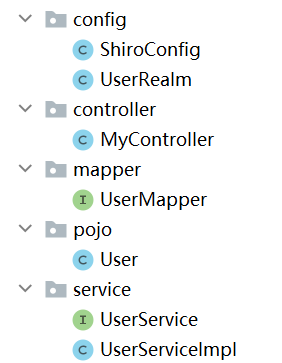 config
C ShiroConfig
C UserRealm
controller
C MyController
mapper
I UserMapper
pojo
C User
service
I UserService
C UserServiceImpl